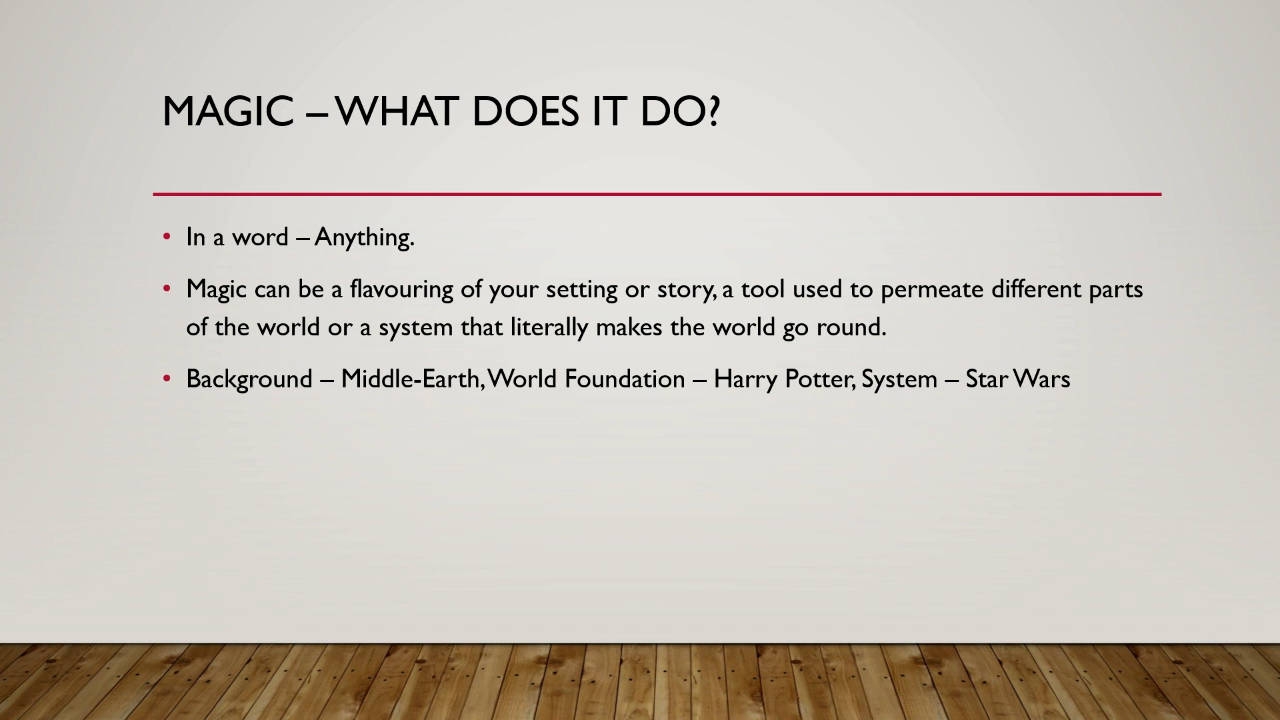 MAGIC – WHAT DOES IT DO?
• In a word – Anything.
• Magic can be a flavouring of your setting or story, a tool used to permeate different parts
of the world or a system that literally makes the world go round.
• Background – Middle-Earth, World Foundation – Harry Potter, System – Star Wars